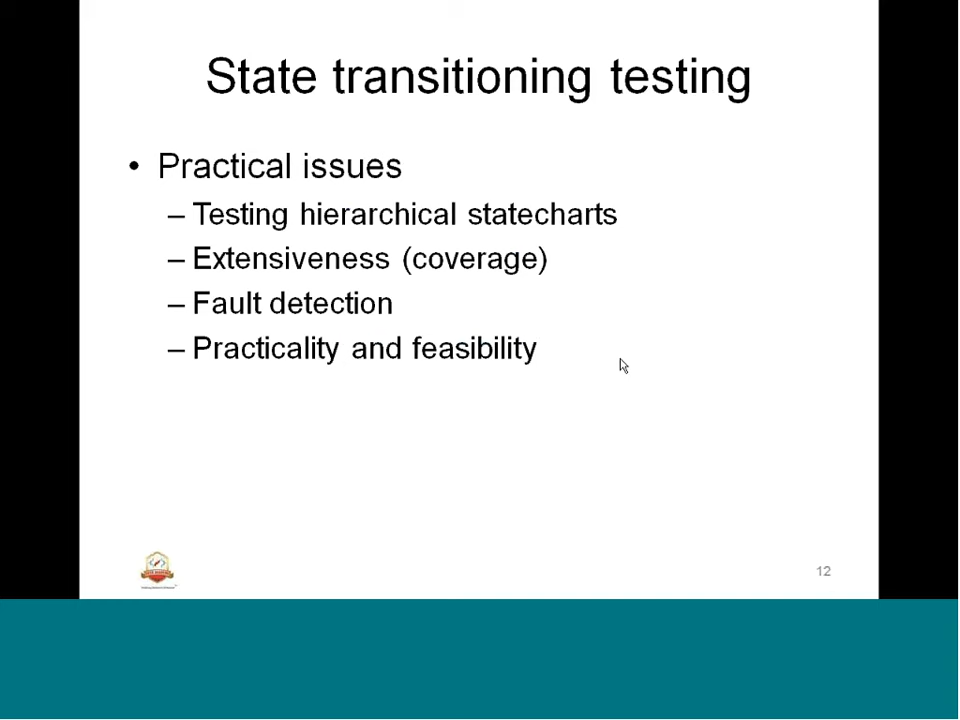 State transitioning testing
• Practical issues
– Testing hierarchical statecharts
– Extensiveness (coverage)
– Fault detection
– Practicality and feasibility
12